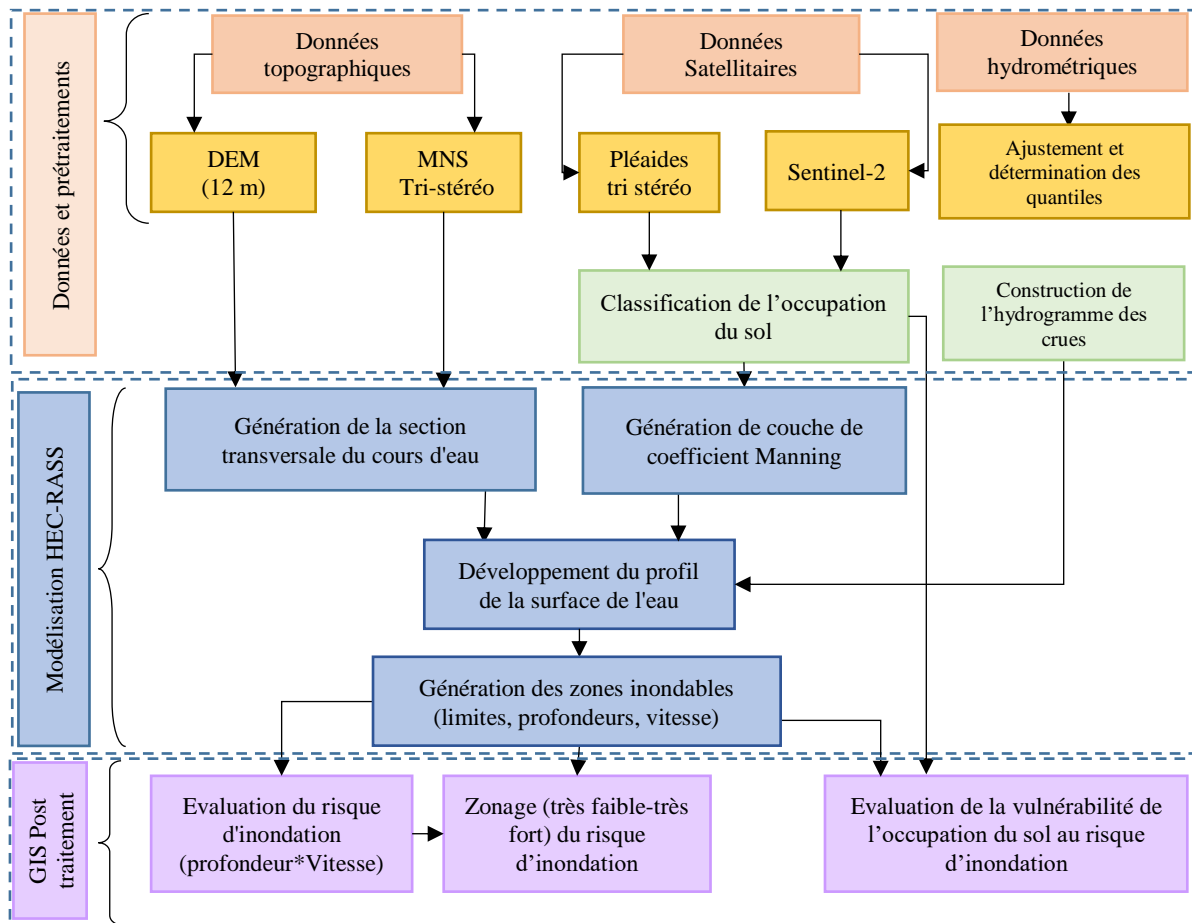 Données et prétraitements
Données
topographiques
Données
Satellitaires
Données
hydrométriques
DEM
(12 m)
MNS
Tri-stéréo
Pléaides
tri stéréo
Sentinel-2
Ajustement et
détermination des
quantiles
Classification de l’occupation
du sol
Construction de
l’hydrogramme des
crues
Modélisation HEC-RASS
Génération de la section
transversale du cours d'eau
Génération de couche de
coefficient Manning
Développement du profil
de la surface de l'eau
Génération des zones inondables
(limites, profondeurs, vitesse)
GIS Post
traitement
Evaluation du risque
d'inondation
(profondeur*Vitesse)
Zonage (très faible-très
fort) du risque
d’inondation
Evaluation de la vulnérabilité de
l’occupation du sol au risque
d’inondation